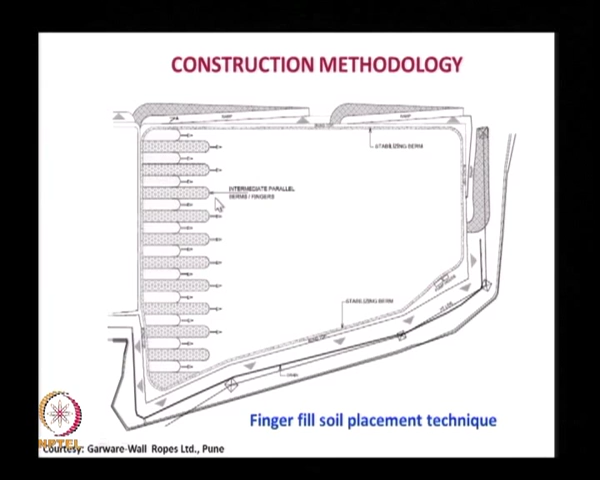 CONSTRUCTION METHODOLOGY
STABILIZING BERM
INTERMEDIATE PARALLEL
BERMS / FINGERS
STABILIZING BERM
Finger fill soil placement technique
NPTEL
Courtesy: Garware-Wall Ropes Ltd., Pune